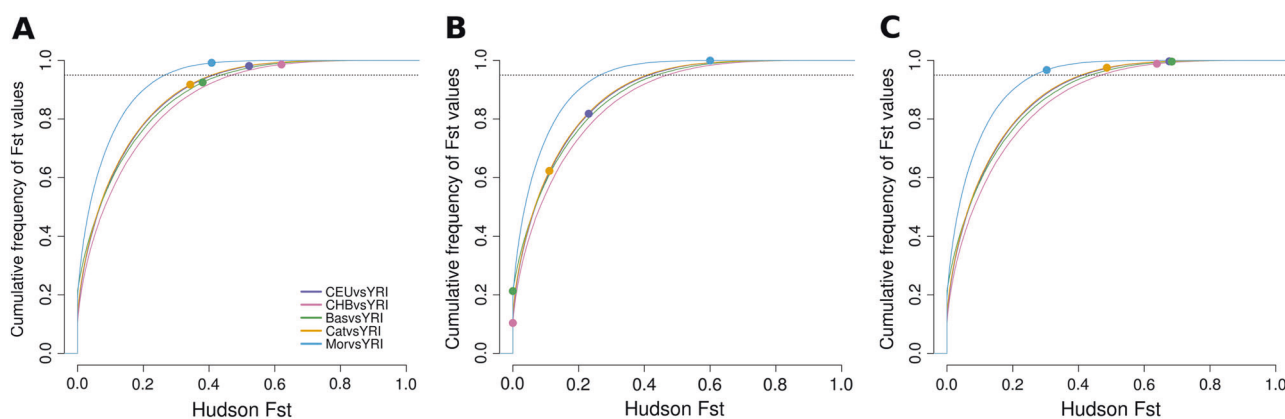 A
Cumulative frequency of Fst values
1.0
0.8
0.6
0.4
0.2
0.0
CEUvsYRI
CHBvsYRI
BasvsYRI
CatvsYRI
MorvsYRI
0.0 0.2 0.4 0.6 0.8 1.0
Hudson Fst
B
Cumulative frequency of Fst values
1.0
0.8
0.6
0.4
0.2
0.0
0.0 0.2 0.4 0.6 0.8 1.0
Hudson Fst
C
Cumulative frequency of Fst values
1.0
0.8
0.6
0.4
0.2
0.0
0.0 0.2 0.4 0.6 0.8 1.0
Hudson Fst